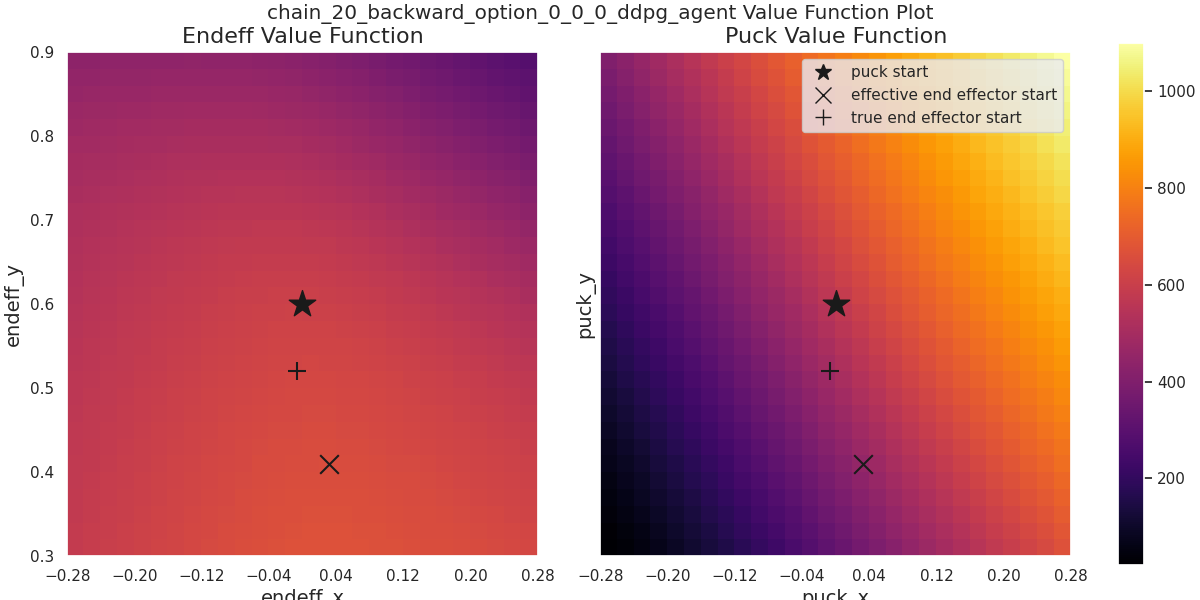 chain_20_backward_option_0_0_0_ddpg_agent Value Function Plot
Endeff Value Function
Puck Value Function
puck start
effective end effector start
true end effector start
endeff_y
0.9
0.8
0.7
0.6
0.5
0.4
0.3
−0.28 −0.20 −0.12 −0.04 0.04 0.12 0.20 0.28
endeff_x
puck_y
−0.28 −0.20 −0.12 −0.04 0.04 0.12 0.20 0.28
puck_x
1000
800
600
400
200